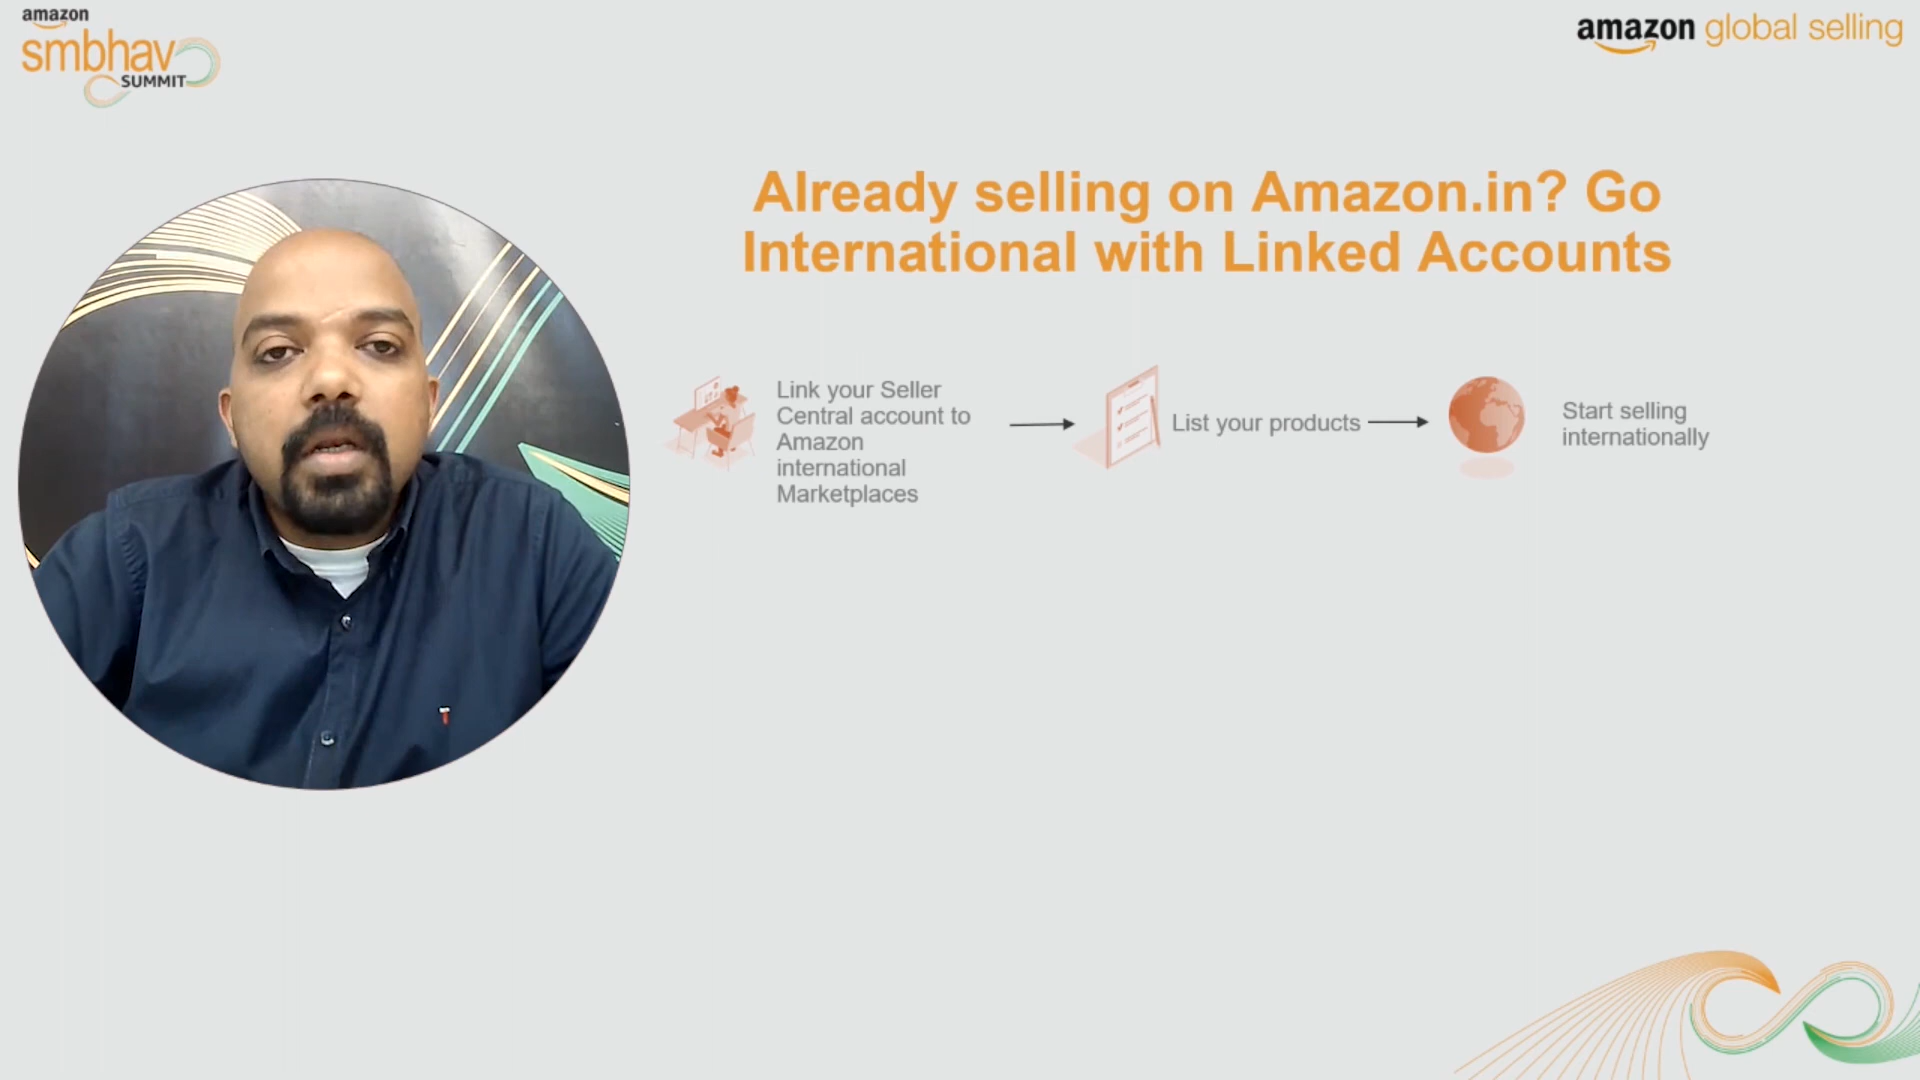 amazon
smbhav
SUMMIT
amazon global selling
Already selling on Amazon.in? Go
International with Linked Accounts
Link your Seller
Central account to
Amazon
international
Marketplaces
List your products
Start selling
internationally